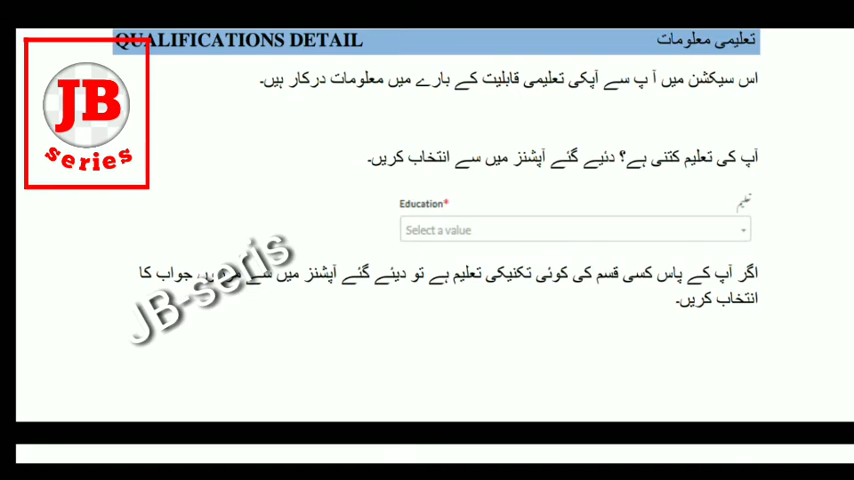 QUALIFICATIONS DETAIL تعلیمی معلومات
JB
series
اس سیکشن میں آ پ سے آپکی تعلیمی قابلیت کے بارے میں معلومات درکار ہیں۔
آپ کی تعلیم کتنی ہے؟ دئیے گئے آپشنز میں سے انتخاب کریں۔
Education* تعلیم
Select a value
اگر آپ کے پاس کسی قسم کی کوئی تکنیکی تعلیم ہے تو دیئے گئے آپشنز میں سے جواب کا
انتخاب کریں۔
JB-seris